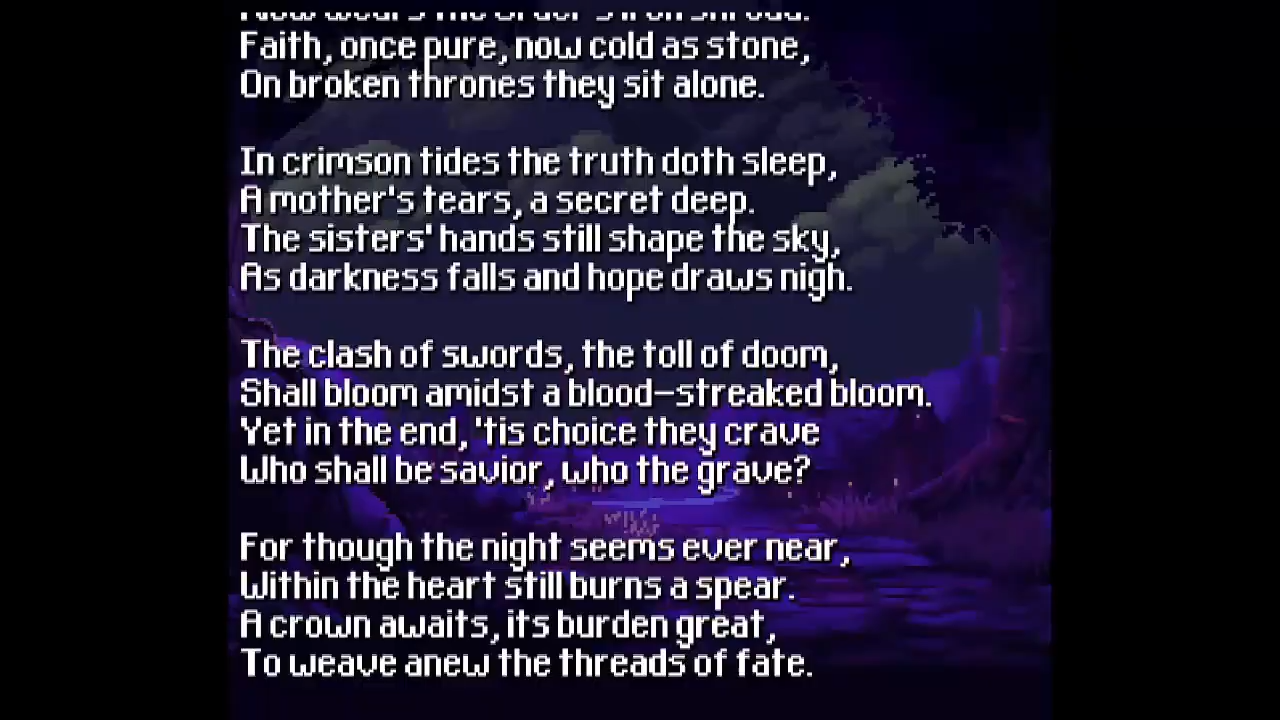 Faith, once pure, now cold as stone,
On broken thrones they sit alone.
In crimson tides the truth doth sleep,
A mother's tears, a secret deep.
The sisters' hands still shape the sky,
As darkness falls and hope draws nigh.
The clash of swords, the toll of doom,
Shall bloom amidst a blood-streaked bloom.
Yet in the end, 'tis choice they crave
Who shall be savior, who the grave?
For though the night seems ever near,
Within the heart still burns a spear.
A crown awaits, its burden great,
To weave anew the threads of fate.